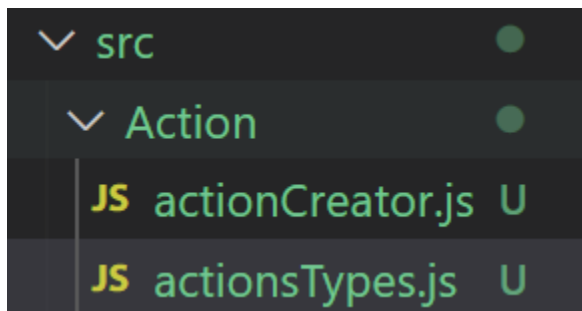 src
Action
JS actionCreator.js U
JS actionsTypes.js U